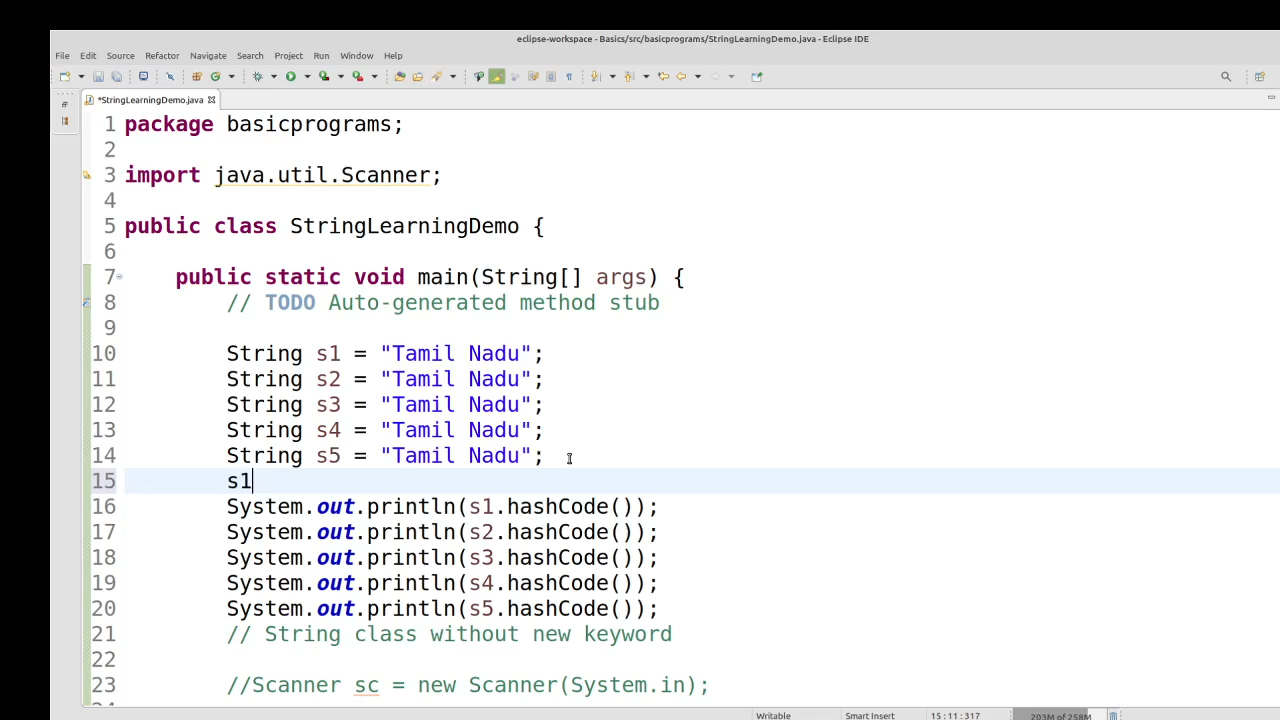 eclipse-workspace - Basics/src/basicprograms/StringLearningDemo.java - Eclipse IDE
File Edit Source Refactor Navigate Search Project Run Window Help
*StringLearningDemo.java
1 package basicprograms;
2
3 import java.util.Scanner;
4
5 public class StringLearningDemo {
6
7 public static void main(String[] args) {
8 // TODO Auto-generated method stub
9
10 String s1 = "Tamil Nadu";
11 String s2 = "Tamil Nadu";
12 String s3 = "Tamil Nadu";
13 String s4 = "Tamil Nadu";
14 String s5 = "Tamil Nadu";
15 s1
16 System.out.println(s1.hashCode());
17 System.out.println(s2.hashCode());
18 System.out.println(s3.hashCode());
19 System.out.println(s4.hashCode());
20 System.out.println(s5.hashCode());
21 // String class without new keyword
22
23 //Scanner sc = new Scanner(System.in);
Writable Smart Insert 15 : 11 : 317 203M of 258M